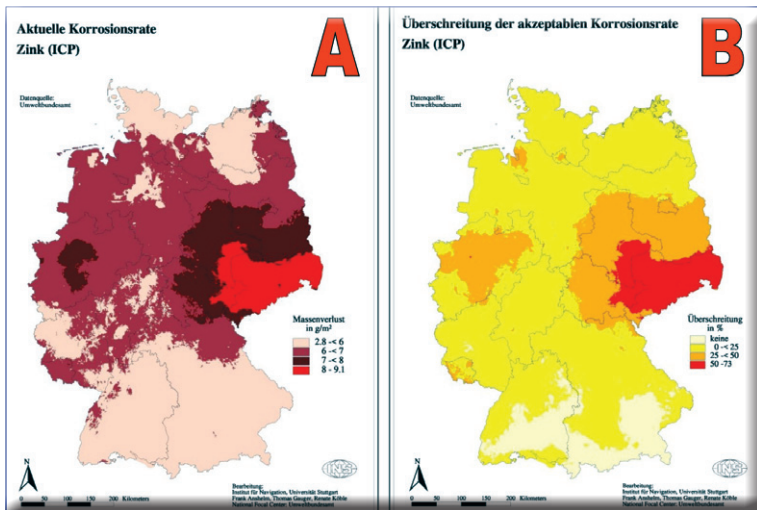 Aktuelle Korrosionsrate
Zink (ICP)
A
Datenquelle:
Umweltbundesamt
Massenverlust
in g/m²
2.8 -< 6
6 -< 7
7 -< 8
8 - 9.1
N
0 50 100 150 200 Kilometers
Bearbeitung:
Institut für Navigation, Universität Stuttgart
Frank Anshelm, Thomas Gauger, Renate Köble
National Focal Center: Umweltbundesamt
Überschreitung der akzeptablen Korrosionsrate
Zink (ICP)
B
Datenquelle:
Umweltbundesamt
Überschreitung
in %
keine
0 -< 25
25 -< 50
50 -73
N
0 50 100 150 200 Kilometers
Bearbeitung:
Institut für Navigation, Universität Stuttgart
Frank Anshelm, Thomas Gauger, Renate Köble
National Focal Center: Umweltbundesamt